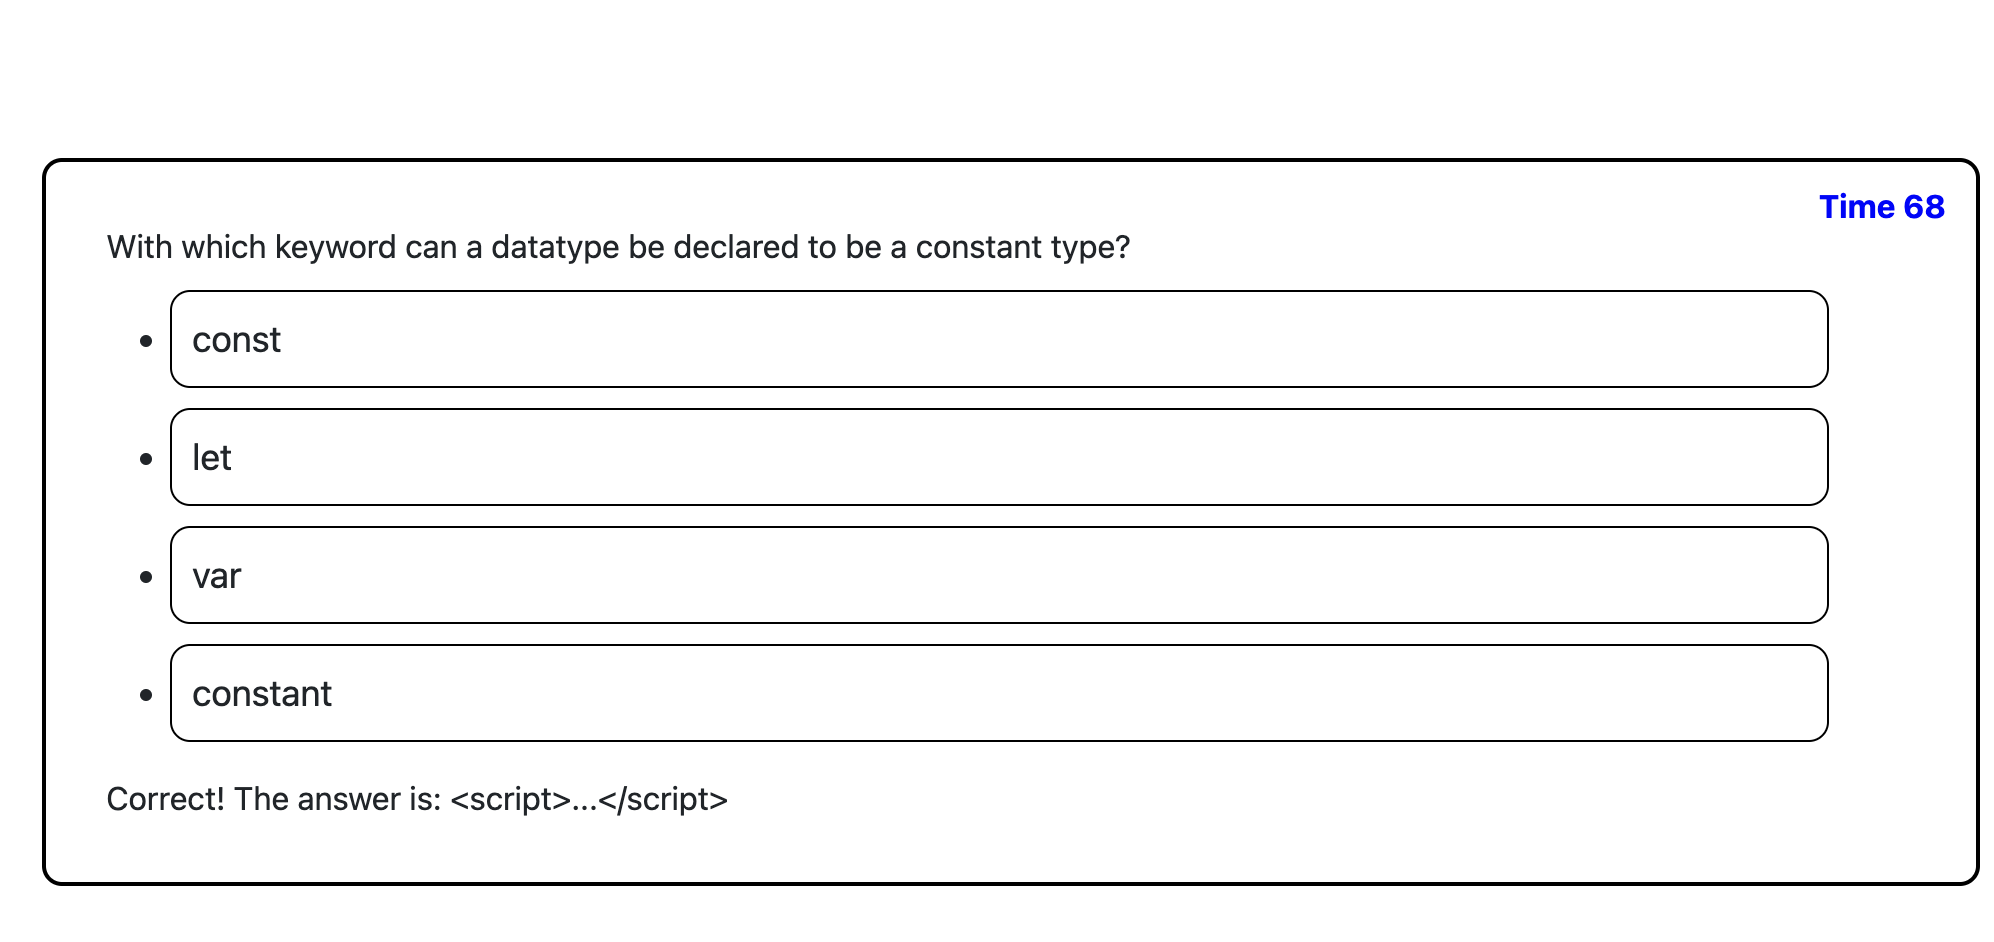 Time 68
With which keyword can a datatype be declared to be a constant type?
const
let
var
constant
Correct! The answer is: <script>...</script>